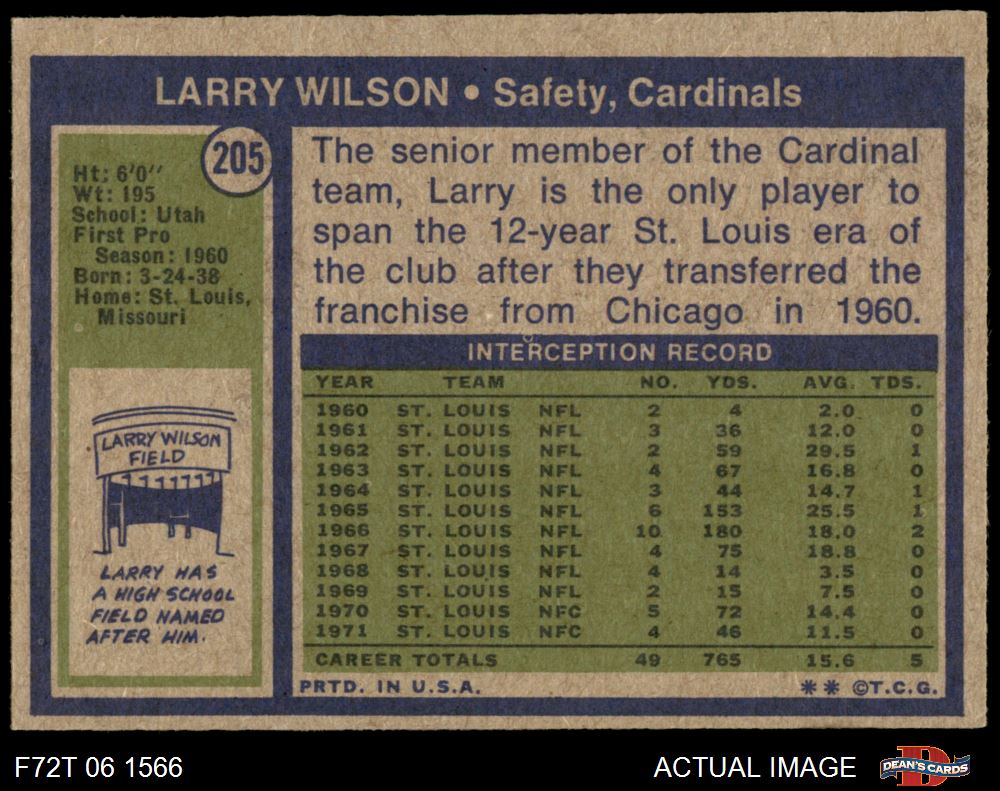 LARRY WILSON • Safety, Cardinals
205
Ht: 6'0''
Wt: 195
School: Utah
First Pro
Season: 1960
Born: 3-24-38
Home: St. Louis,
Missouri
LARRY WILSON
FIELD
LARRY HAS
A HIGH SCHOOL
FIELD NAMED
AFTER HIM.
The senior member of the Cardinal
team, Larry is the only player to
span the 12-year St. Louis era of
the club after they transferred the
franchise from Chicago in 1960.
INTERCEPTION RECORD
YEAR TEAM NO. YDS. AVG. TDS.
1960 ST. LOUIS NFL 2 4 2.0 0
1961 ST. LOUIS NFL 3 36 12.0 0
1962 ST. LOUIS NFL 2 59 29.5 1
1963 ST. LOUIS NFL 4 67 16.8 0
1964 ST. LOUIS NFL 3 44 14.7 1
1965 ST. LOUIS NFL 6 153 25.5 1
1966 ST. LOUIS NFL 10 180 18.0 2
1967 ST. LOUIS NFL 4 75 18.8 0
1968 ST. LOUIS NFL 4 14 3.5 0
1969 ST. LOUIS NFL 2 15 7.5 0
1970 ST. LOUIS NFC 5 72 14.4 0
1971 ST. LOUIS NFC 4 46 11.5 0
CAREER TOTALS 49 765 15.6 5
PRTD. IN U.S.A. ** ©T.C.G.
F72T 06 1566
ACTUAL IMAGE
D
DEAN'S CARDS